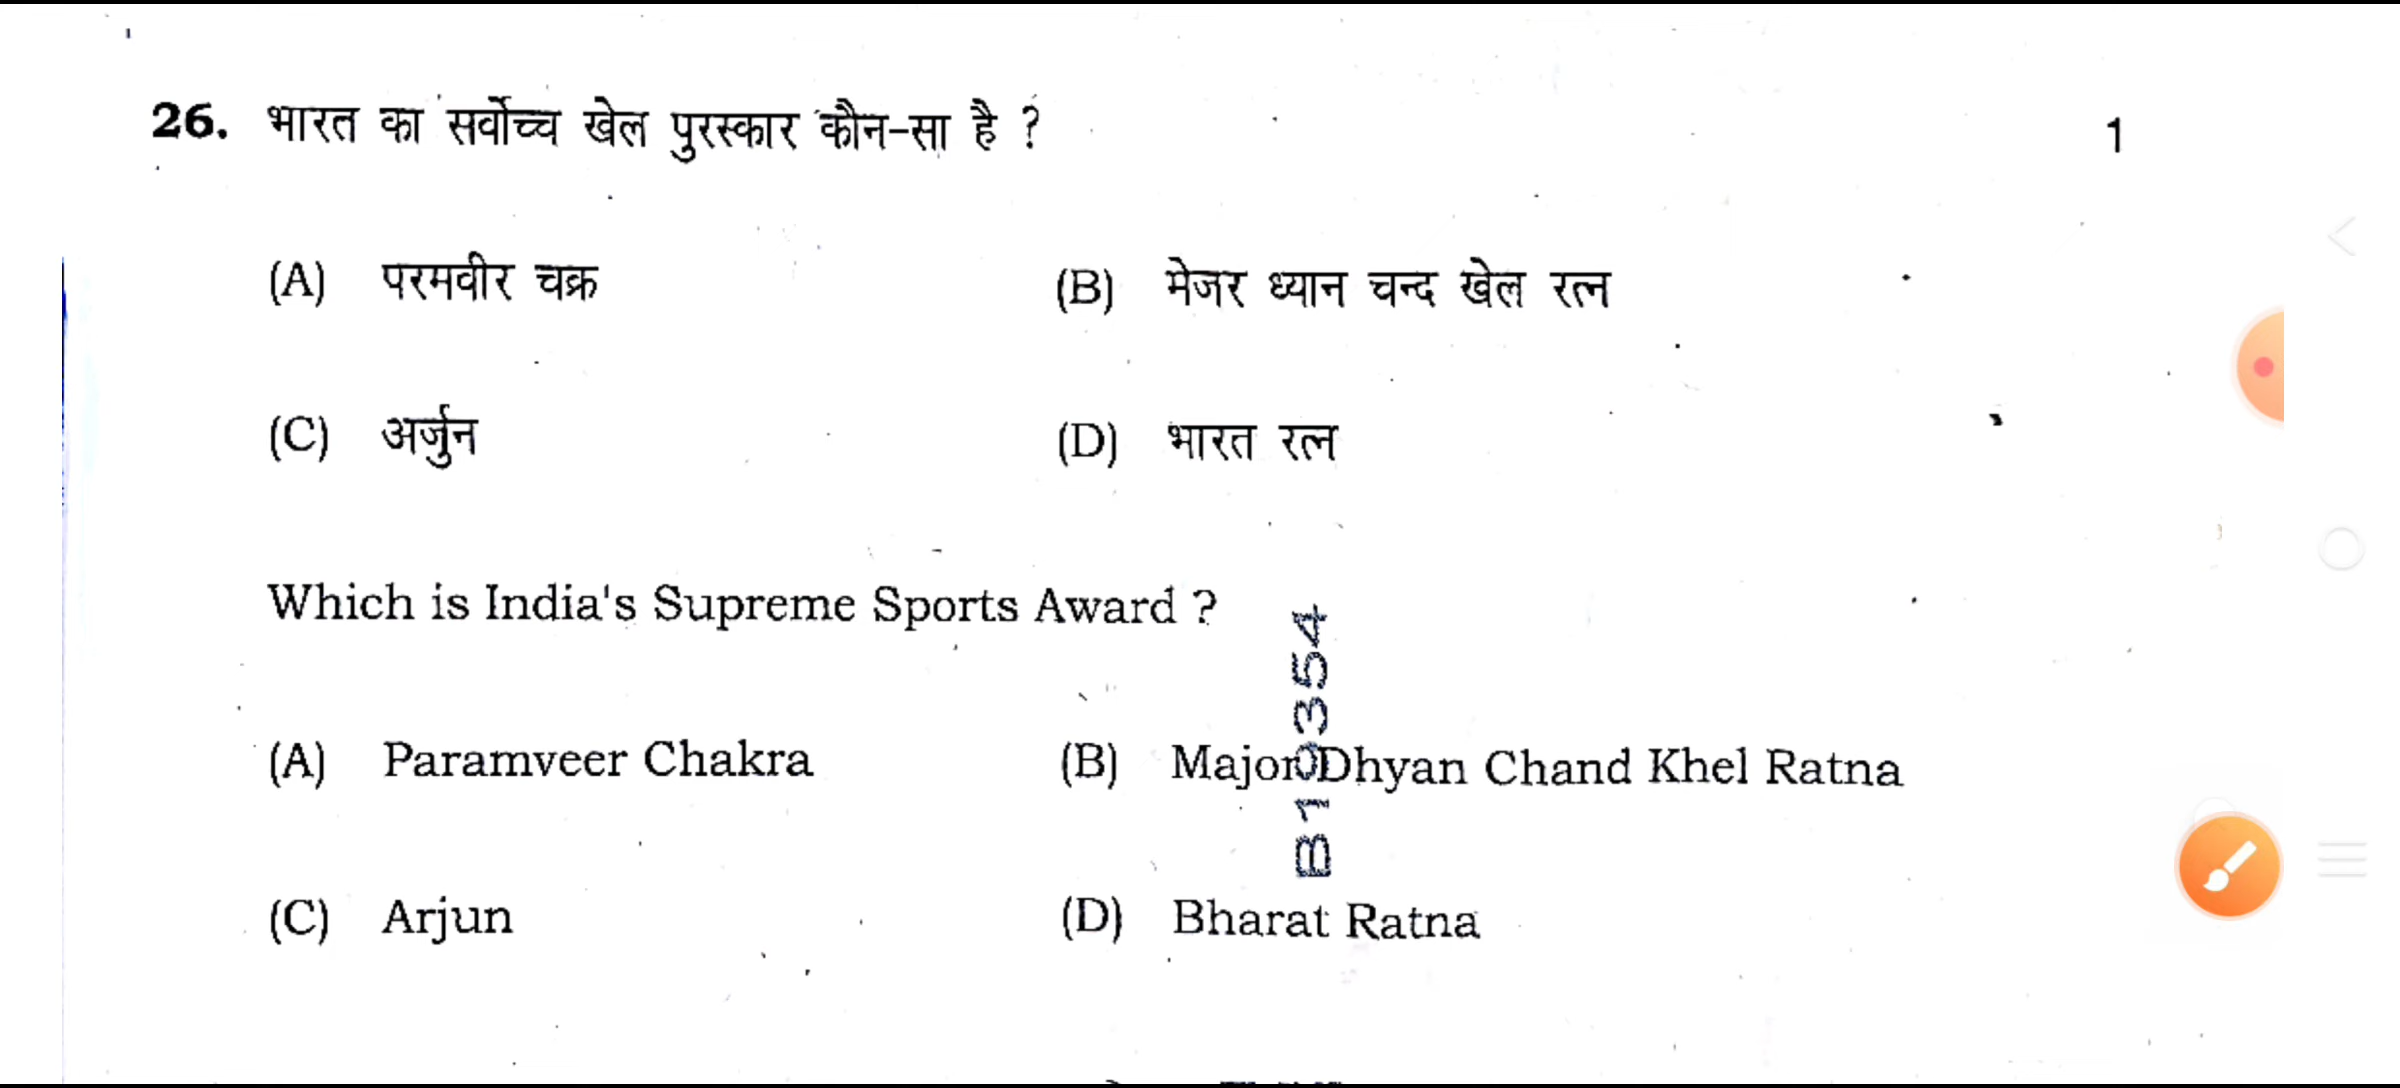 26. भारत का सर्वोच्च खेल पुरस्कार कौन-सा है ? 1
(A) परमवीर चक्र (B) मेजर ध्यान चन्द खेल रत्न
(C) अर्जुन (D) भारत रत्न
Which is India's Supreme Sports Award ?
(A) Paramveer Chakra (B) Major Dhyan Chand Khel Ratna
(C) Arjun (D) Bharat Ratna
B103354